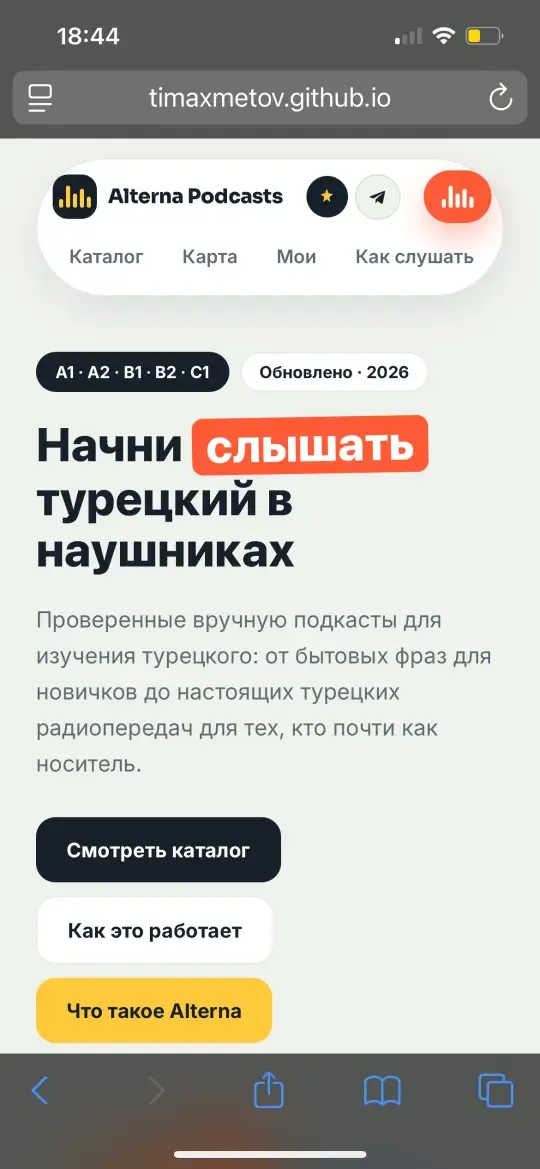 18:44
timaxmetov.github.io
Alterna Podcasts
Каталог Карта Мои Как слушать
A1 · A2 · B1 · B2 · C1 Обновлено · 2026
Начни слышать
турецкий в
наушниках
Проверенные вручную подкасты для
изучения турецкого: от бытовых фраз для
новичков до настоящих турецких
радиопередач для тех, кто почти как
носитель.
Смотреть каталог
Как это работает
Что такое Alterna